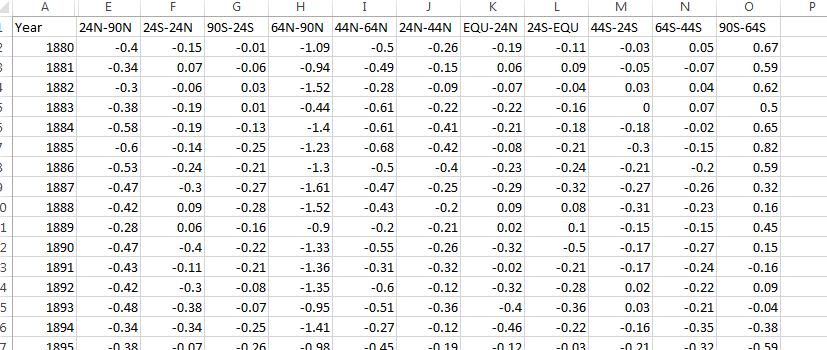 A E F G H I J K L M N O P
1 Year 24N-90N 24S-24N 90S-24S 64N-90N 44N-64N 24N-44N EQU-24N 24S-EQU 44S-24S 64S-44S 90S-64S
2 1880 -0.4 -0.15 -0.01 -1.09 -0.5 -0.26 -0.19 -0.11 -0.03 0.05 0.67
3 1881 -0.34 0.07 -0.06 -0.94 -0.49 -0.15 0.06 0.09 -0.05 -0.07 0.59
4 1882 -0.3 -0.06 0.03 -1.52 -0.28 -0.09 -0.07 -0.04 0.03 0.04 0.62
5 1883 -0.38 -0.19 0.01 -0.44 -0.61 -0.22 -0.22 -0.16 0 0.07 0.5
6 1884 -0.58 -0.19 -0.13 -1.4 -0.61 -0.41 -0.21 -0.18 -0.18 -0.02 0.65
7 1885 -0.6 -0.14 -0.25 -1.23 -0.68 -0.42 -0.08 -0.21 -0.3 -0.15 0.82
8 1886 -0.53 -0.24 -0.21 -1.3 -0.5 -0.4 -0.23 -0.24 -0.21 -0.2 0.59
9 1887 -0.47 -0.3 -0.27 -1.61 -0.47 -0.25 -0.29 -0.32 -0.27 -0.26 0.32
0 1888 -0.42 0.09 -0.28 -1.52 -0.43 -0.2 0.09 0.08 -0.31 -0.23 0.16
1 1889 -0.28 0.06 -0.16 -0.9 -0.2 -0.21 0.02 0.1 -0.15 -0.15 0.45
2 1890 -0.47 -0.4 -0.22 -1.33 -0.55 -0.26 -0.32 -0.5 -0.17 -0.27 0.15
3 1891 -0.43 -0.11 -0.21 -1.36 -0.31 -0.32 -0.02 -0.21 -0.17 -0.24 -0.16
4 1892 -0.42 -0.3 -0.08 -1.35 -0.6 -0.12 -0.32 -0.28 0.02 -0.22 0.09
5 1893 -0.48 -0.38 -0.07 -0.95 -0.51 -0.36 -0.4 -0.36 0.03 -0.21 -0.04
6 1894 -0.34 -0.34 -0.25 -1.41 -0.27 -0.12 -0.46 -0.22 -0.16 -0.35 -0.38
7 1895 -0.38 -0.07 -0.26 -0.98 -0.45 -0.19 -0.12 -0.03 -0.21 -0.32 -0.59